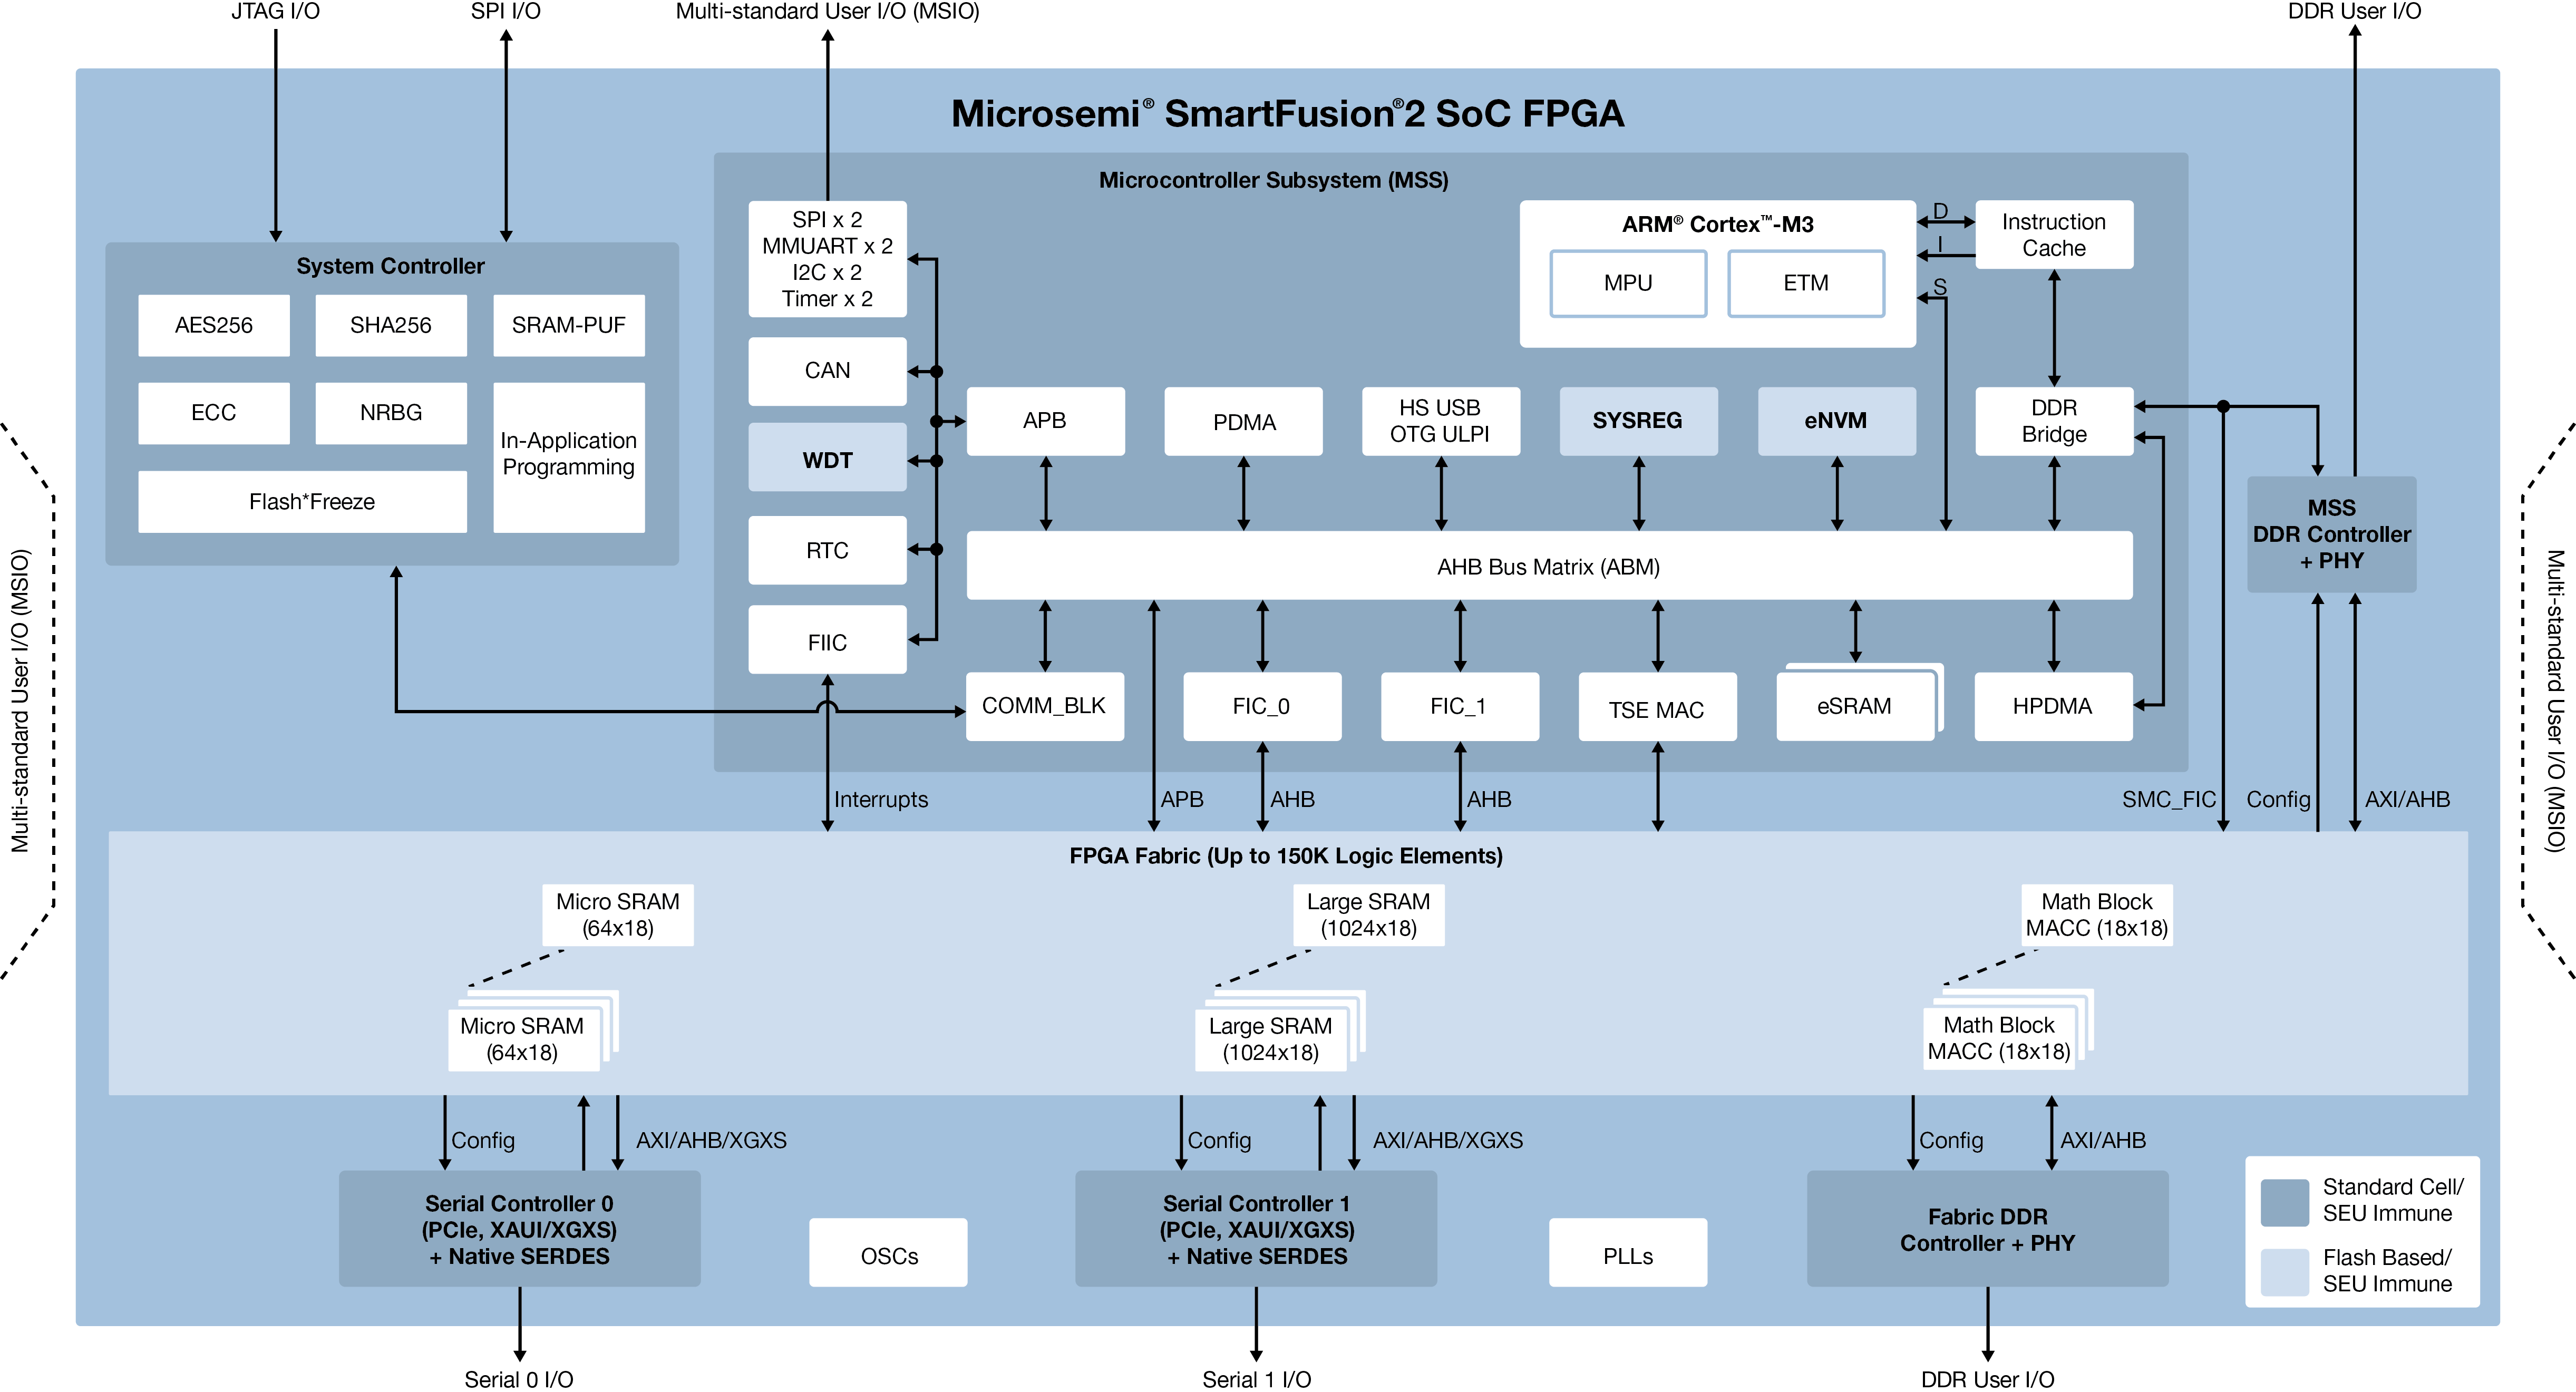 JTAG I/O
SPI I/O
Multi-standard User I/O (MSIO)
DDR User I/O
Microsemi® SmartFusion®2 SoC FPGA
Microcontroller Subsystem (MSS)
System Controller
AES256
SHA256
SRAM-PUF
ECC
NRBG
In-Application
Programming
Flash*Freeze
SPI x 2
MMUART x 2
I2C x 2
Timer x 2
CAN
WDT
RTC
FIIC
ARM® Cortex™-M3
MPU
ETM
D
I
S
Instruction
Cache
APB
PDMA
HS USB
OTG ULPI
SYSREG
eNVM
DDR
Bridge
AHB Bus Matrix (ABM)
MSS
DDR Controller
+ PHY
COMM_BLK
FIC_0
FIC_1
TSE MAC
eSRAM
HPDMA
Multi-standard User I/O (MSIO)
Multi-standard User I/O (MSIO)
Interrupts
APB
AHB
AHB
SMC_FIC
Config
AXI/AHB
FPGA Fabric (Up to 150K Logic Elements)
Micro SRAM
(64x18)
Large SRAM
(1024x18)
Math Block
MACC (18x18)
Micro SRAM
(64x18)
Large SRAM
(1024x18)
Math Block
MACC (18x18)
Config
AXI/AHB/XGXS
Config
AXI/AHB/XGXS
Config
AXI/AHB
Serial Controller 0
(PCIe, XAUI/XGXS)
+ Native SERDES
OSCs
Serial Controller 1
(PCIe, XAUI/XGXS)
+ Native SERDES
PLLs
Fabric DDR
Controller + PHY
Standard Cell/
SEU Immune
Flash Based/
SEU Immune
Serial 0 I/O
Serial 1 I/O
DDR User I/O